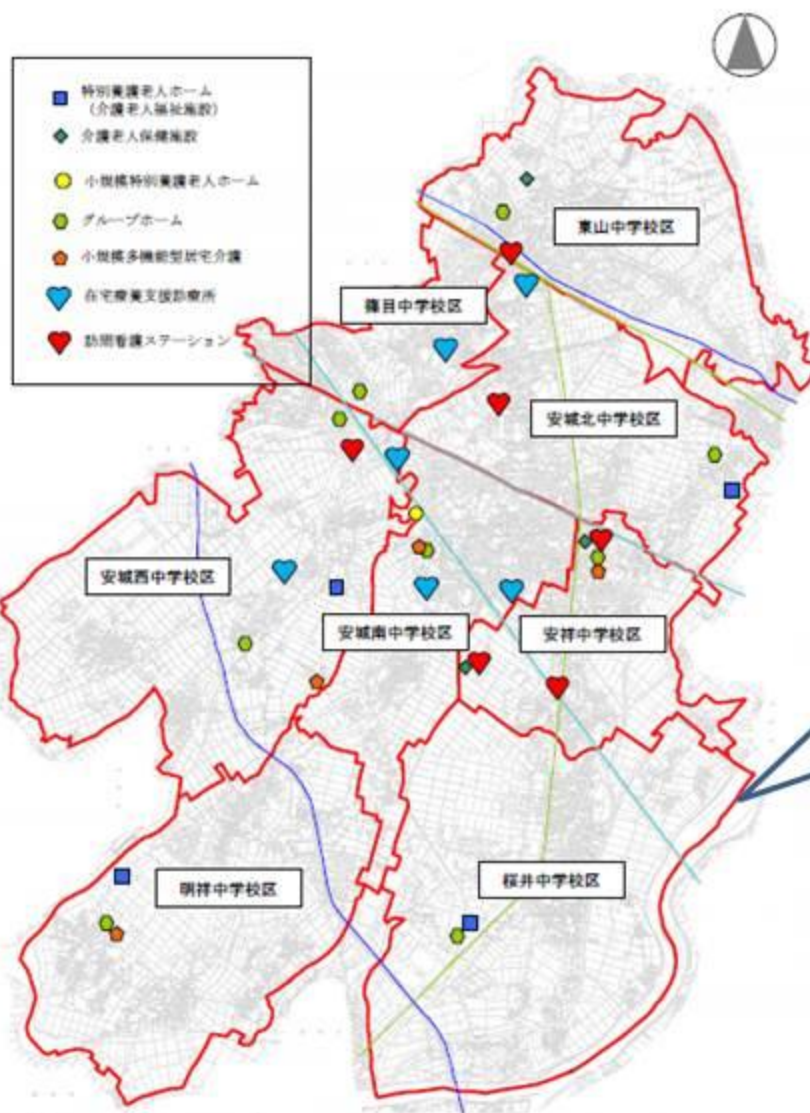 特別養護老人ホーム
(介護老人福祉施設)
介護老人保健施設
小規模特別養護老人ホーム
グループホーム
小規模多機能型居宅介護
在宅療養支援診療所
訪問看護ステーション
東山中学校区
篠目中学校区
安城北中学校区
安城西中学校区
安城南中学校区
安祥中学校区
明祥中学校区
桜井中学校区